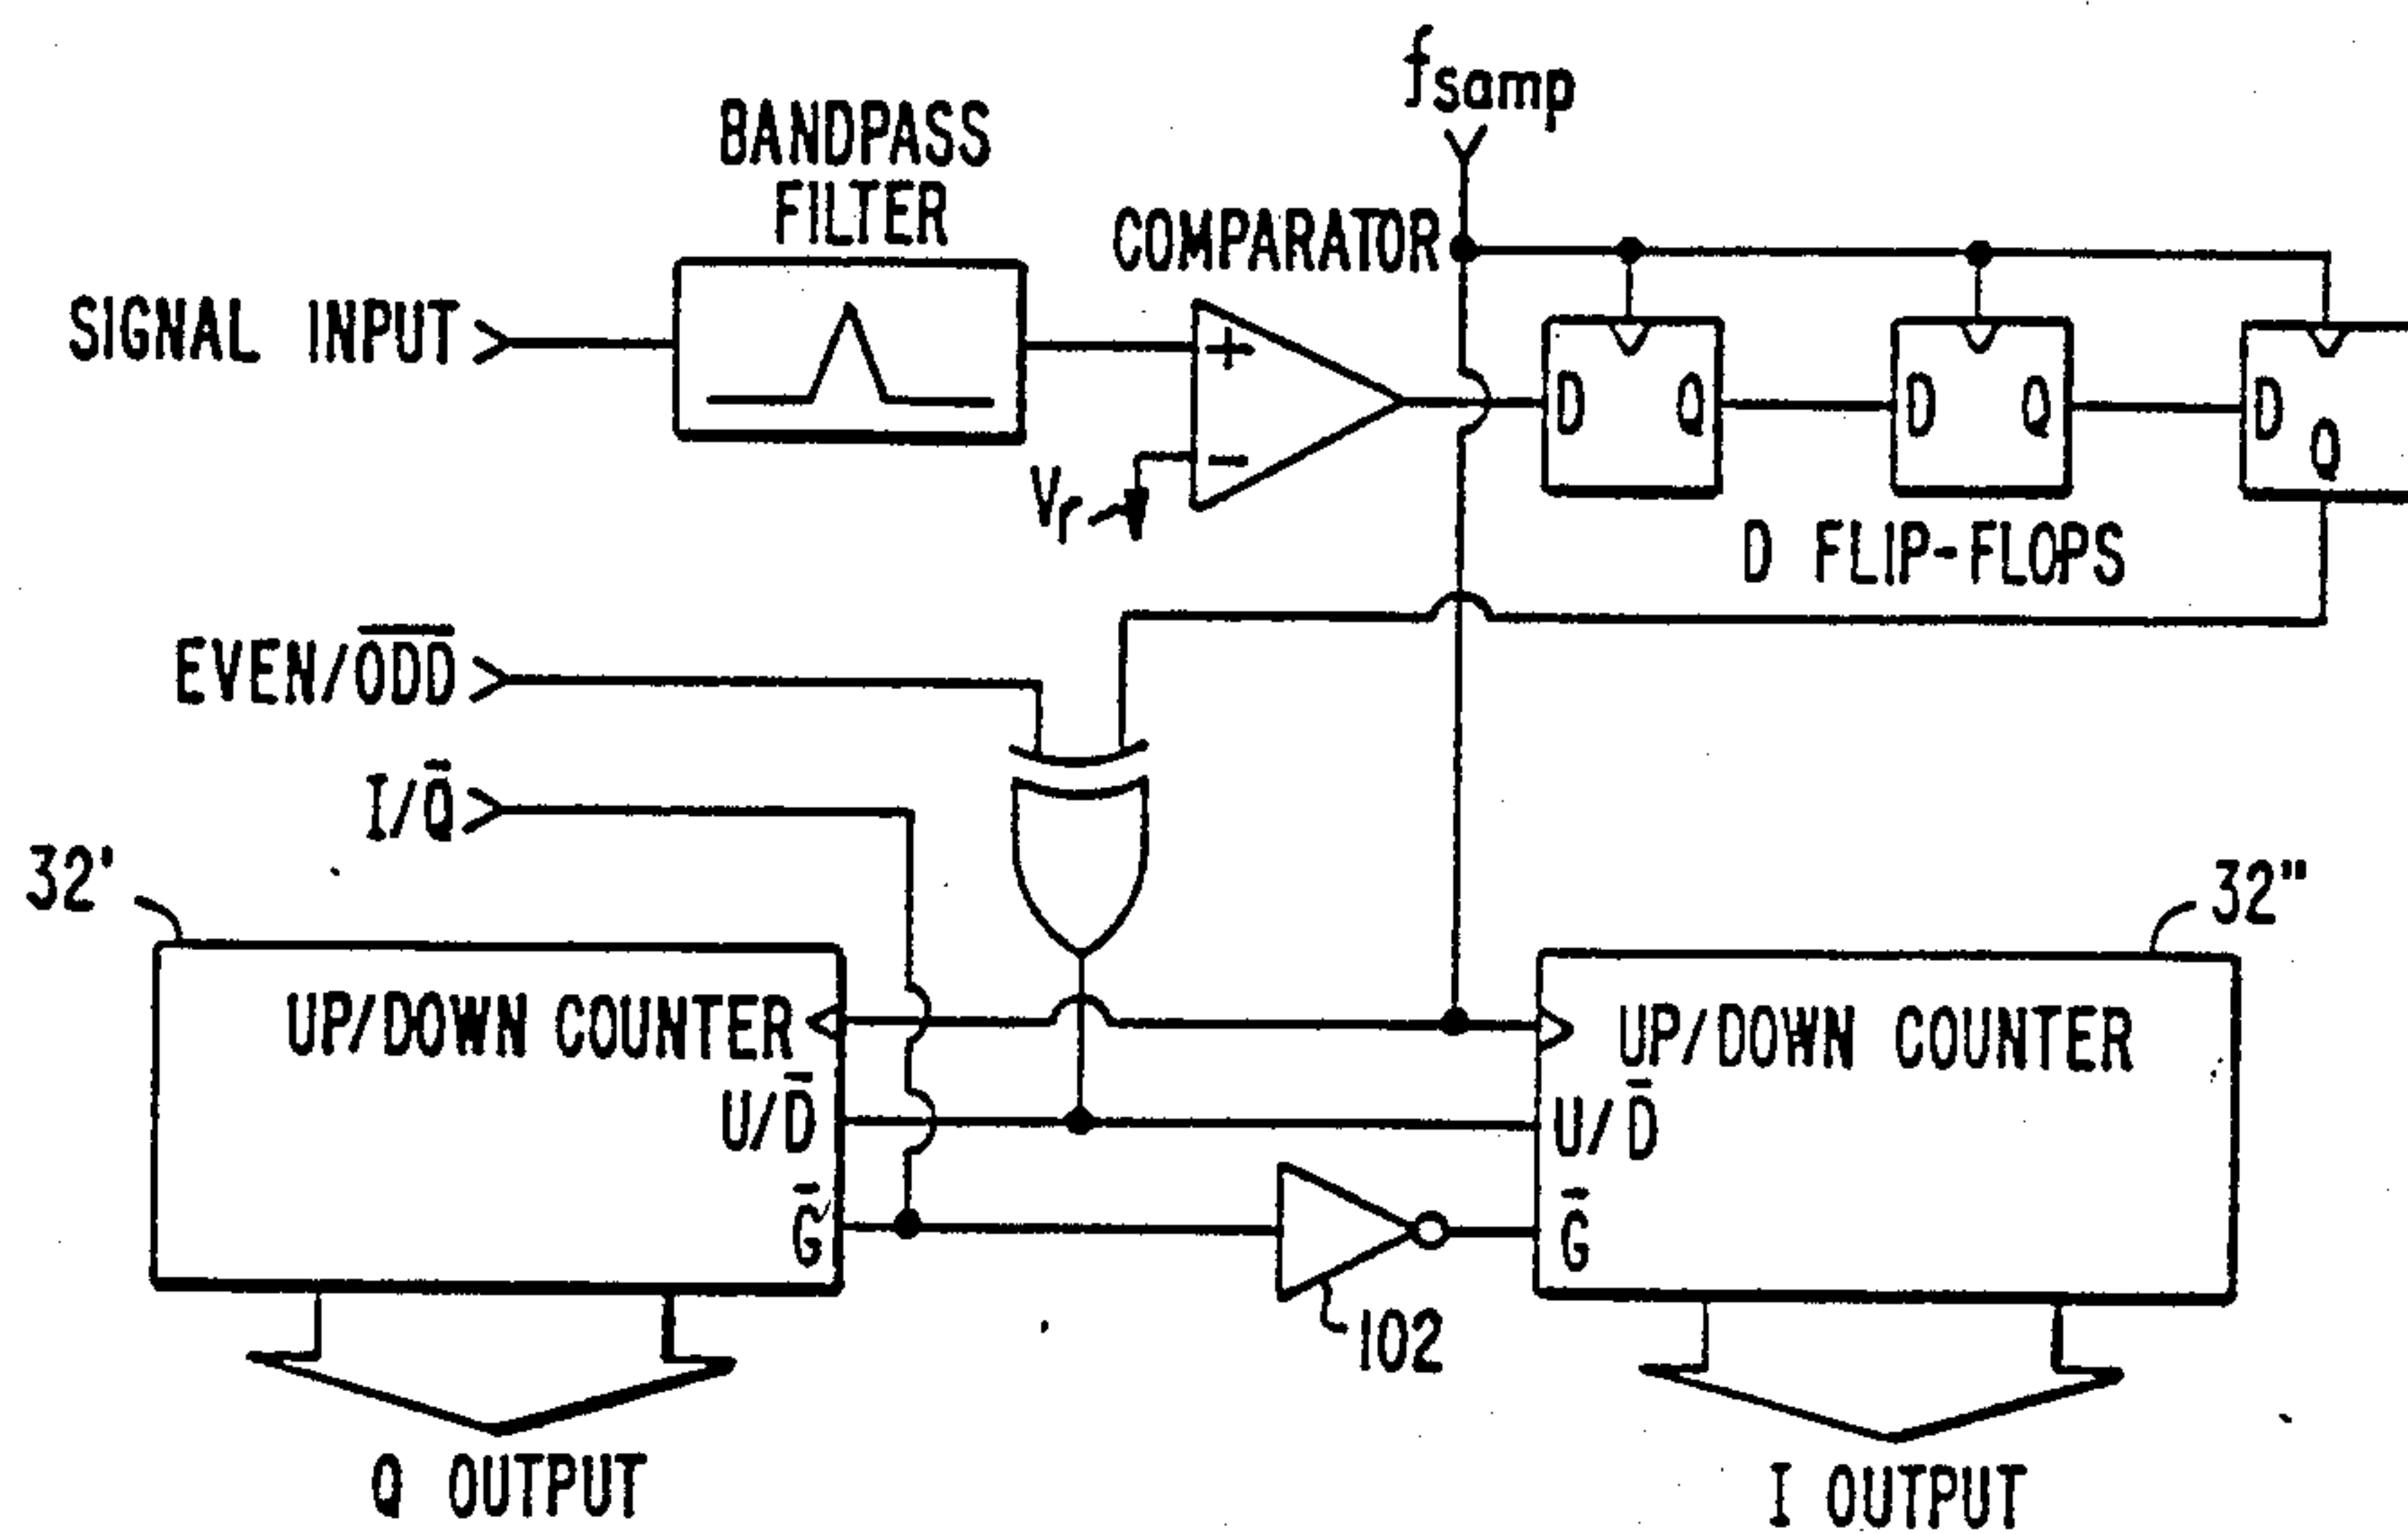 fsamp
BANDPASS
FILTER
COMPARATOR
SIGNAL INPUT
+
−
Vr
D Q
D Q
D Q
D FLIP-FLOPS
EVEN/O̅D̅D̅
I/Q̅
32'
32"
UP/DOWN COUNTER
UP/DOWN COUNTER
U/D̅
U/D̅
G̅
G̅
102
Q OUTPUT
I OUTPUT